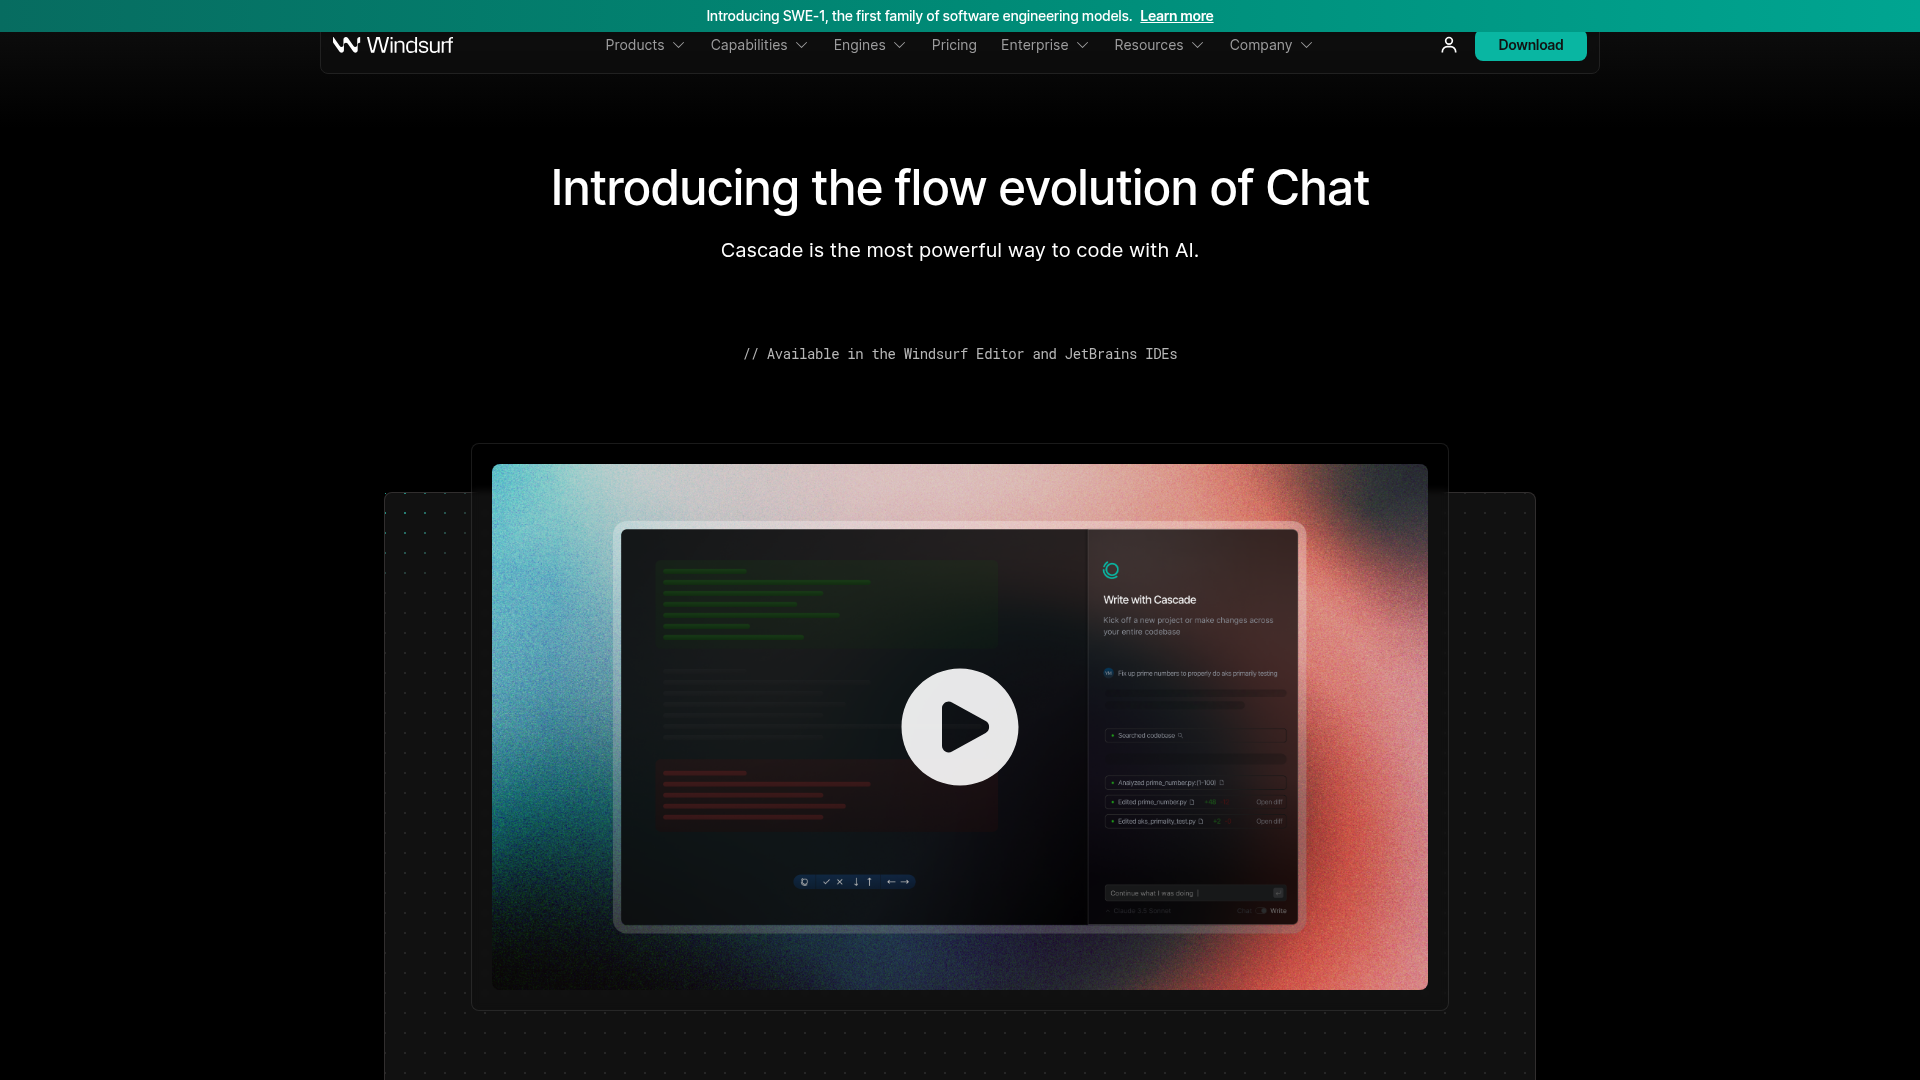 Introducing SWE-1, the first family of software engineering models. Learn more
Windsurf Products Capabilities Engines Pricing Enterprise Resources Company Download
Introducing the flow evolution of Chat
Cascade is the most powerful way to code with AI.
// Available in the Windsurf Editor and JetBrains IDEs
Write with Cascade
Kick off a new project or make changes across
your entire codebase
Fix up prime numbers to properly do aks primarily testing
Searched codebase
Analyzed prime_number.py:(1-100)
Edited prime_number.py +48 Open diff
Edited aks_primality_test.py +2 Open diff
Continue what I was doing
Chat Write